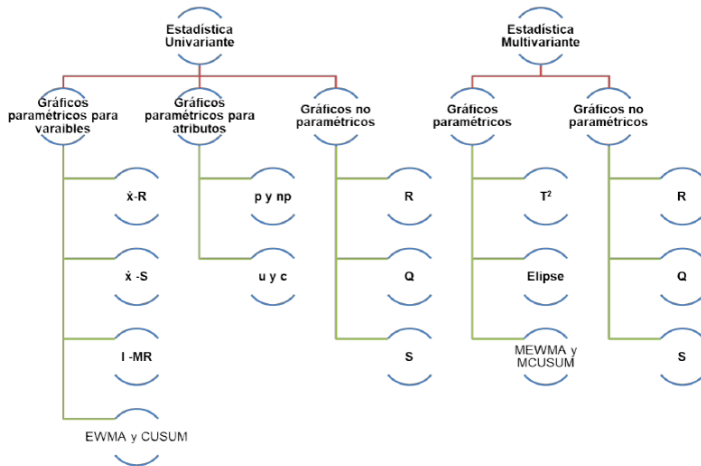 Estadística
Univariante
Estadística
Multivariante
Gráficos
paramétricos para
varaibles
Gráficos
paramétricos para
atributos
Gráficos no
paramétricos
Gráficos
paramétricos
Gráficos no
paramétricos
ẋ-R
p y np
R
T²
R
ẋ -S
u y c
Q
Elipse
Q
I -MR
S
MEWMA y
MCUSUM
S
EWMA y CUSUM